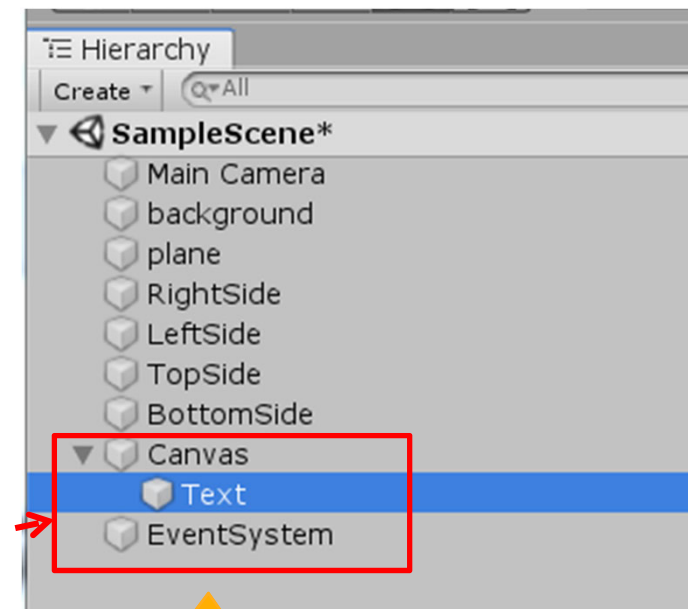 Hierarchy
Create All
SampleScene*
Main Camera
background
plane
RightSide
LeftSide
TopSide
BottomSide
Canvas
Text
EventSystem